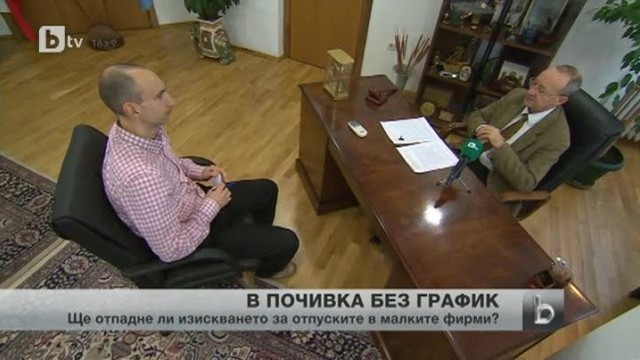 btv
В ПОЧИВКА БЕЗ ГРАФИК
Ще отпадне ли изискването за отпуските в малките фирми?
b